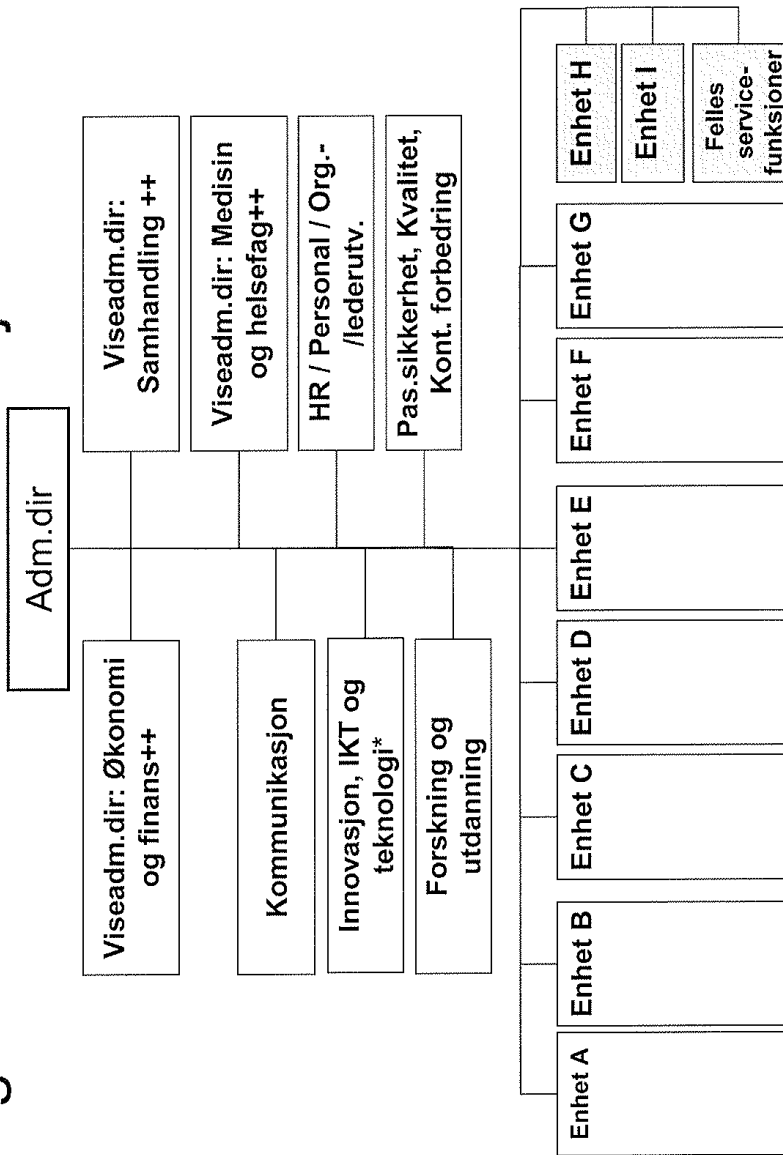 Adm.dir
Viseadm.dir: Økonomi
og finans++
Viseadm.dir:
Samhandling ++
Viseadm.dir: Medisin
og helsefag++
Kommunikasjon
HR / Personal / Org.-
/lederutv.
Innovasjon, IKT og
teknologi*
Pas.sikkerhet, Kvalitet,
Kont. forbedring
Forskning og
utdanning
Enhet A
Enhet B
Enhet C
Enhet D
Enhet E
Enhet F
Enhet G
Enhet H
Enhet I
Felles
service-
funksjoner